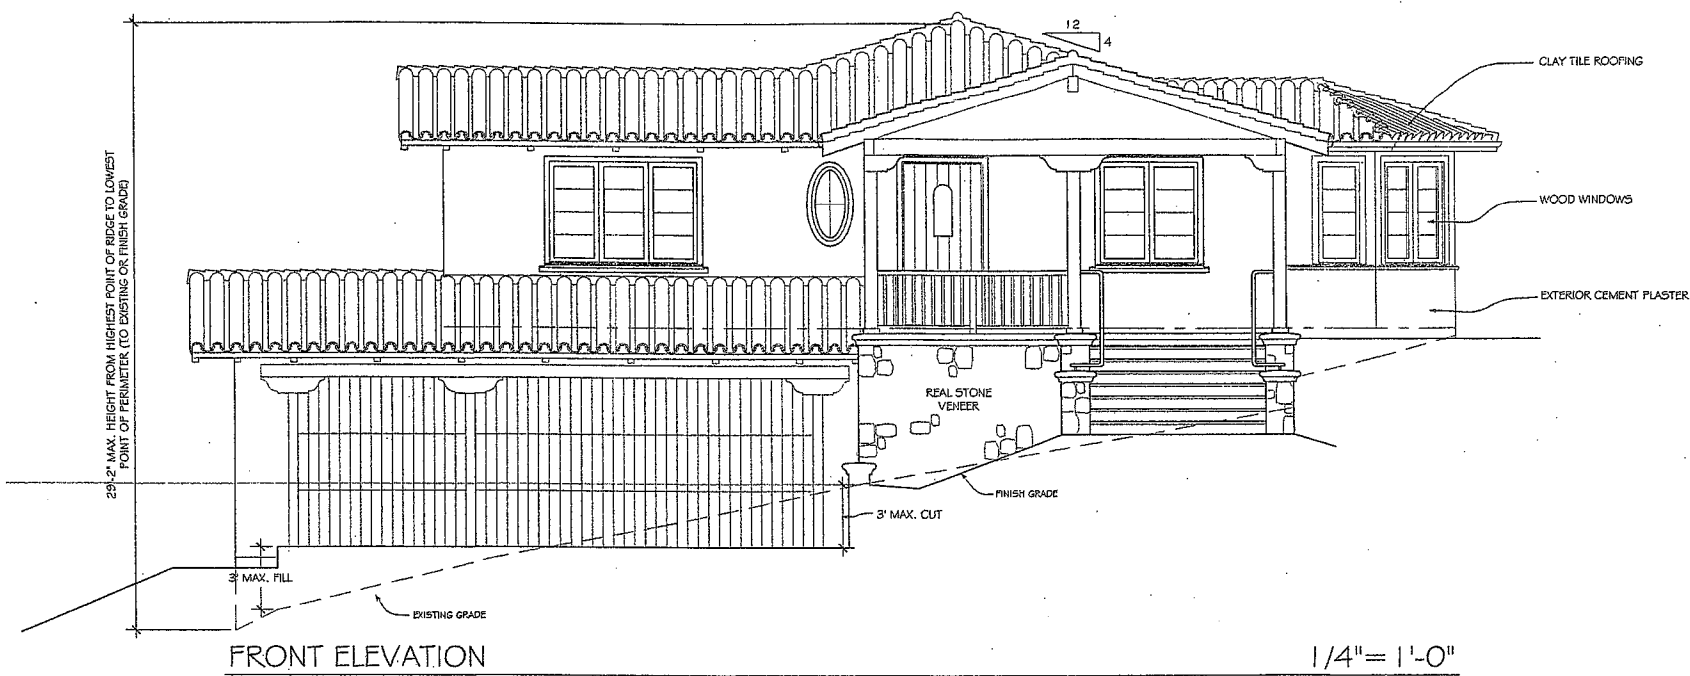 12
4
CLAY TILE ROOFING
WOOD WINDOWS
EXTERIOR CEMENT PLASTER
29'-2" MAX. HEIGHT FROM HIGHEST POINT OF RIDGE TO LOWEST
POINT OF PERIMETER (TO EXISTING OR FINISH GRADE)
REAL STONE
VENEER
FINISH GRADE
3' MAX. CUT
3' MAX. FILL
EXISTING GRADE
FRONT ELEVATION
1/4"= 1'-0"